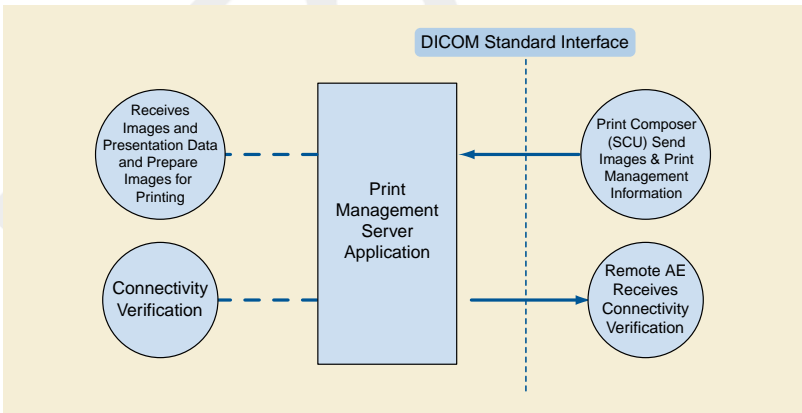 DICOM Standard Interface
Receives
Images and
Presentation Data
and Prepare
Images for
Printing
Print
Management
Server
Application
Print Composer
(SCU) Send
Images & Print
Management
Information
Connectivity
Verification
Remote AE
Receives
Connectivity
Verification